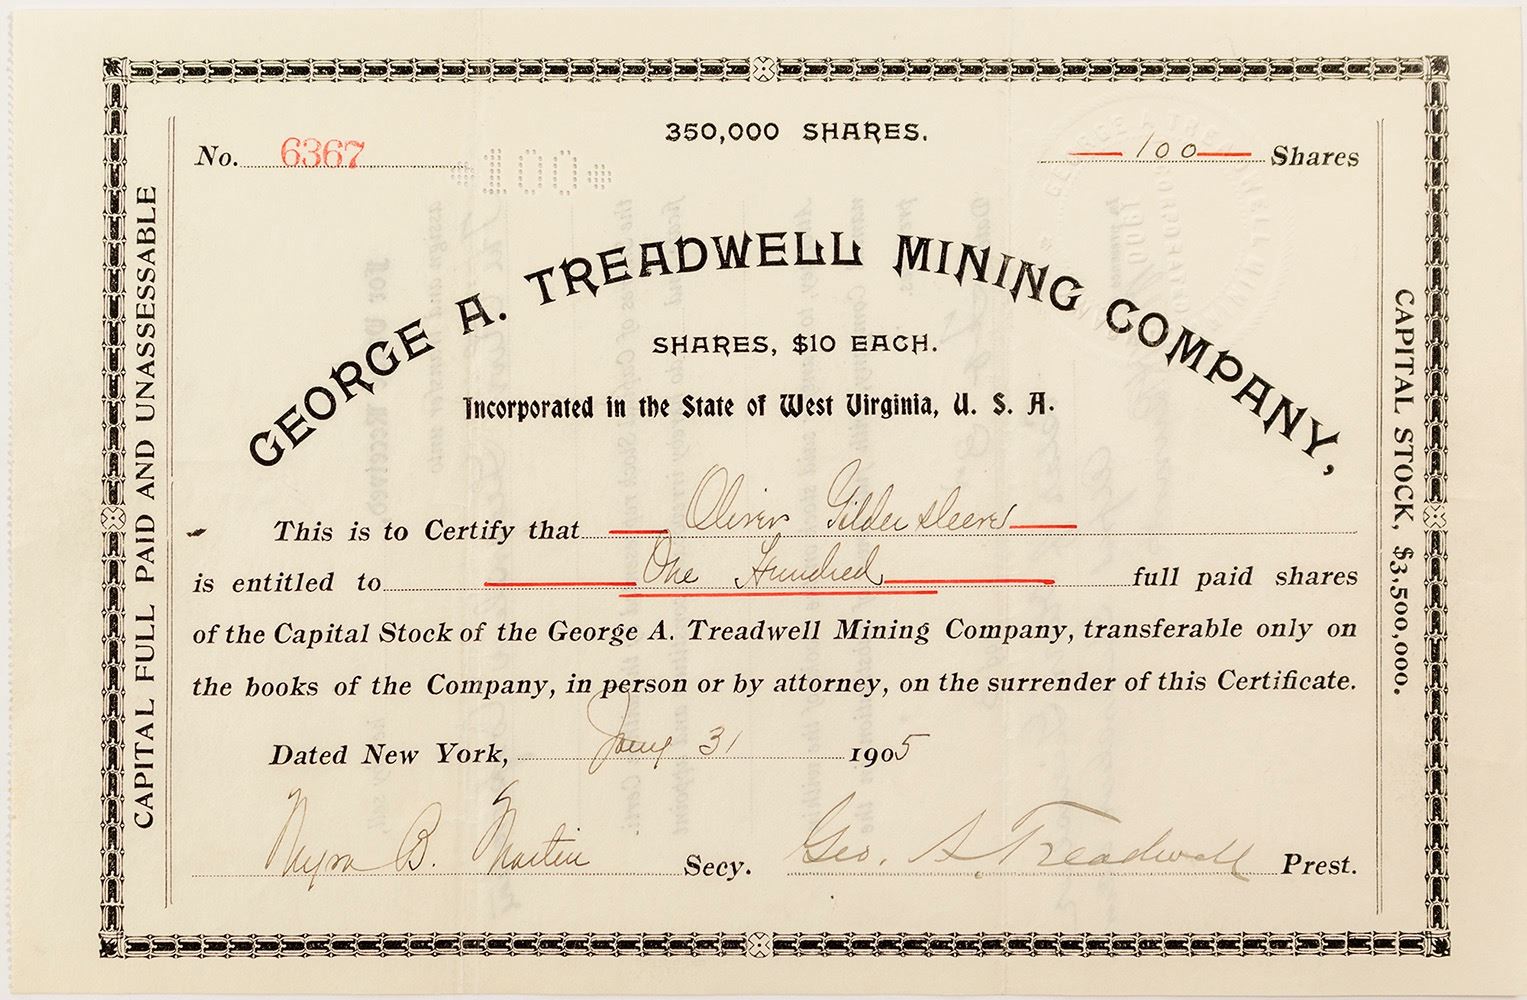 350,000 SHARES.
No. 6367
100
100 Shares
GEORGE A. TREADWELL MINING COMPANY,
SHARES, $10 EACH.
Incorporated in the State of West Virginia, U. S. A.
This is to Certify that Oliver Gildersleeve
is entitled to One Hundred full paid shares
of the Capital Stock of the George A. Treadwell Mining Company, transferable only on
the books of the Company, in person or by attorney, on the surrender of this Certificate.
Dated New York, Jany 31 1905
Myra B. Martin Secy. Geo. A. Treadwell Prest.
CAPITAL FULL PAID AND UNASSESSABLE
CAPITAL STOCK, $3,500,000.